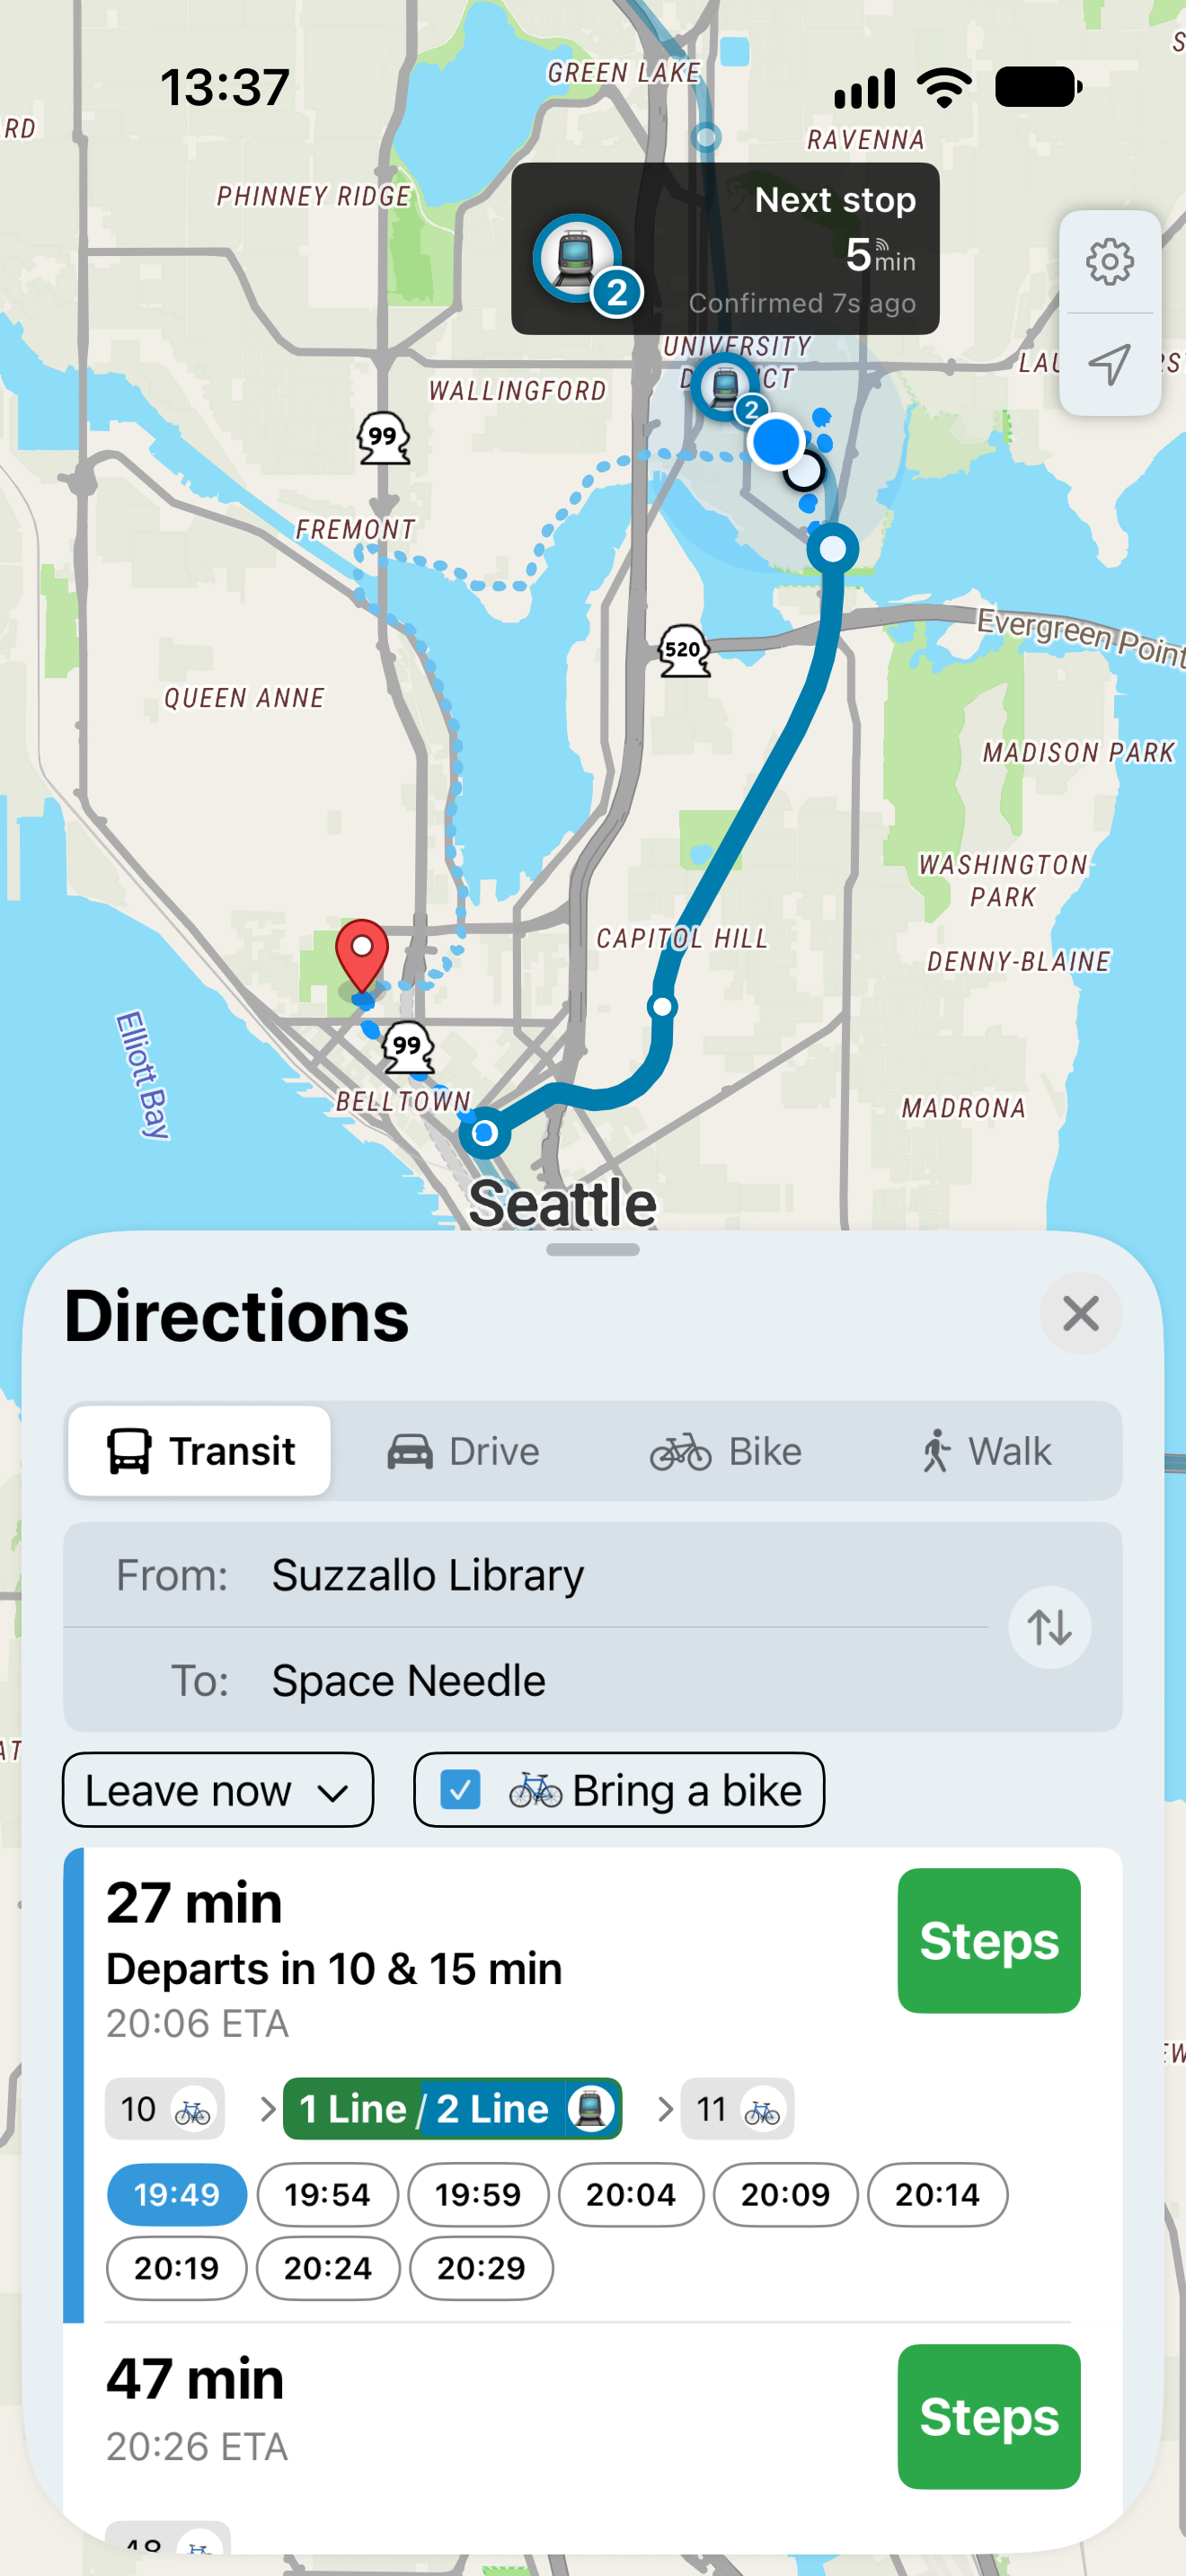 13:37
GREEN LAKE
RAVENNA
PHINNEY RIDGE
Next stop
5 min
2
Confirmed 7s ago
UNIVERSITY
WALLINGFORD
2
99
FREMONT
520
Evergreen Point
QUEEN ANNE
MADISON PARK
WASHINGTON
PARK
CAPITOL HILL
DENNY-BLAINE
Elliott Bay
99
BELLTOWN
MADRONA
Seattle
Directions
Transit
Drive
Bike
Walk
From: Suzzallo Library
To: Space Needle
Leave now
Bring a bike
27 min
Steps
Departs in 10 & 15 min
20:06 ETA
10 > 1 Line / 2 Line > 11
19:49 19:54 19:59 20:04 20:09 20:14
20:19 20:24 20:29
47 min
Steps
20:26 ETA